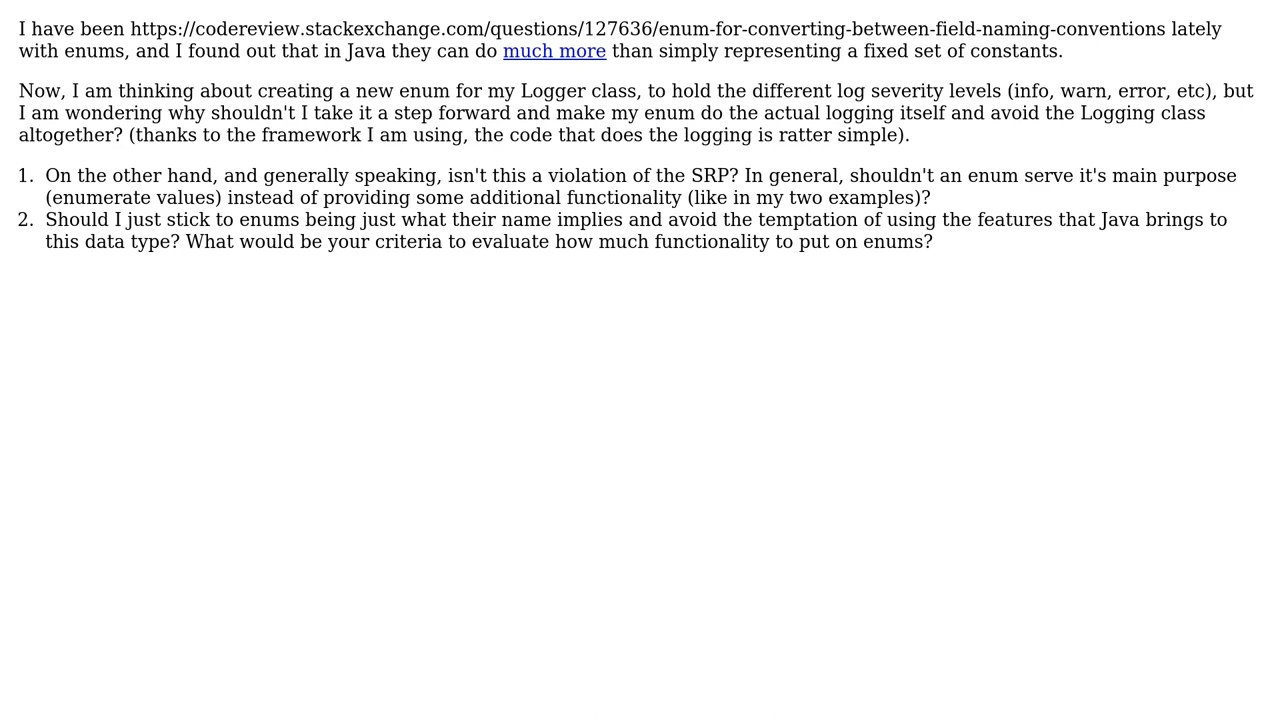 I have been https://codereview.stackexchange.com/questions/127636/enum-for-converting-between-field-naming-conventions lately
with enums, and I found out that in Java they can do much more than simply representing a fixed set of constants.
Now, I am thinking about creating a new enum for my Logger class, to hold the different log severity levels (info, warn, error, etc), but
I am wondering why shouldn't I take it a step forward and make my enum do the actual logging itself and avoid the Logging class
altogether? (thanks to the framework I am using, the code that does the logging is ratter simple).
1. On the other hand, and generally speaking, isn't this a violation of the SRP? In general, shouldn't an enum serve it's main purpose
(enumerate values) instead of providing some additional functionality (like in my two examples)?
2. Should I just stick to enums being just what their name implies and avoid the temptation of using the features that Java brings to
this data type? What would be your criteria to evaluate how much functionality to put on enums?